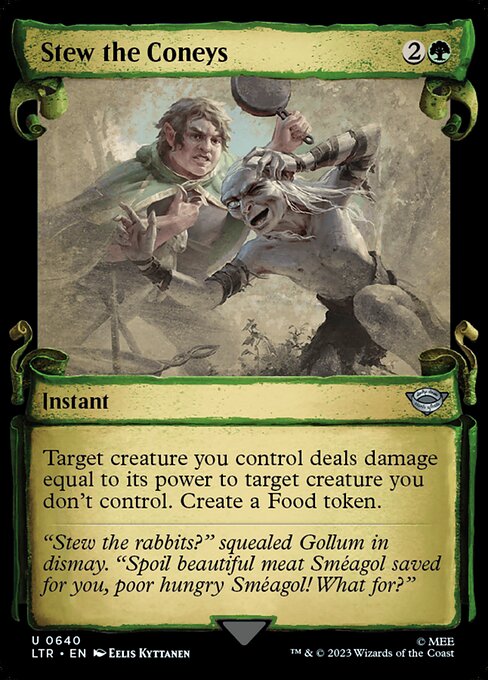 Stew the Coneys 2
Instant
Target creature you control deals damage
equal to its power to target creature you
don't control. Create a Food token.
“Stew the rabbits?” squealed Gollum in
dismay. “Spoil beautiful meat Sméagol saved
for you, poor hungry Sméagol! What for?”
U 0640
LTR • EN Eelis Kyttanen
© MEE
™ & © 2023 Wizards of the Coast